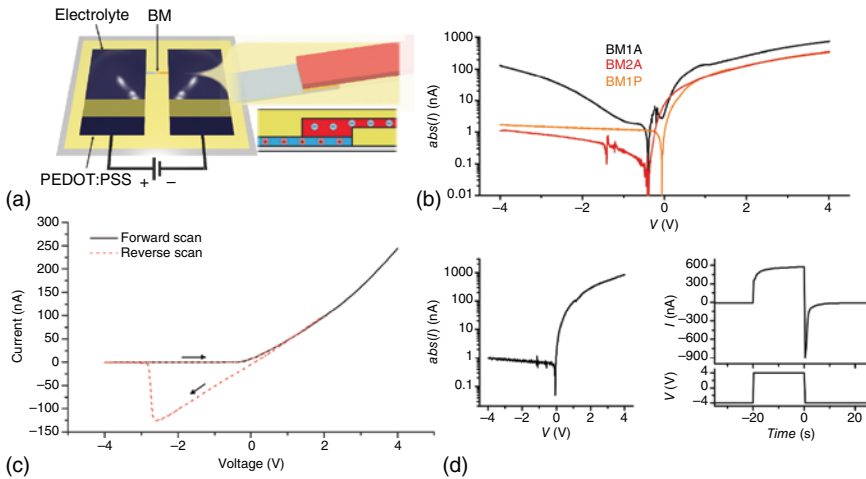 Electrolyte
BM
PEDOT:PSS
+ −
(a)
1000
100
10
1
0.1
0.01
abs(I) (nA)
BM1A
BM2A
BM1P
−4 −2 0 2 4
V (V)
(b)
300
250
200
150
100
50
0
−50
−100
−150
Current (nA)
Forward scan
Reverse scan
−4 −2 0 2 4
Voltage (V)
(c)
1000
100
10
1
0.1
abs(I) (nA)
−4 −2 0 2 4
V (V)
600
300
0
−300
−600
−900
I (nA)
4
0
−4
V (V)
−20 0 20
Time (s)
(d)